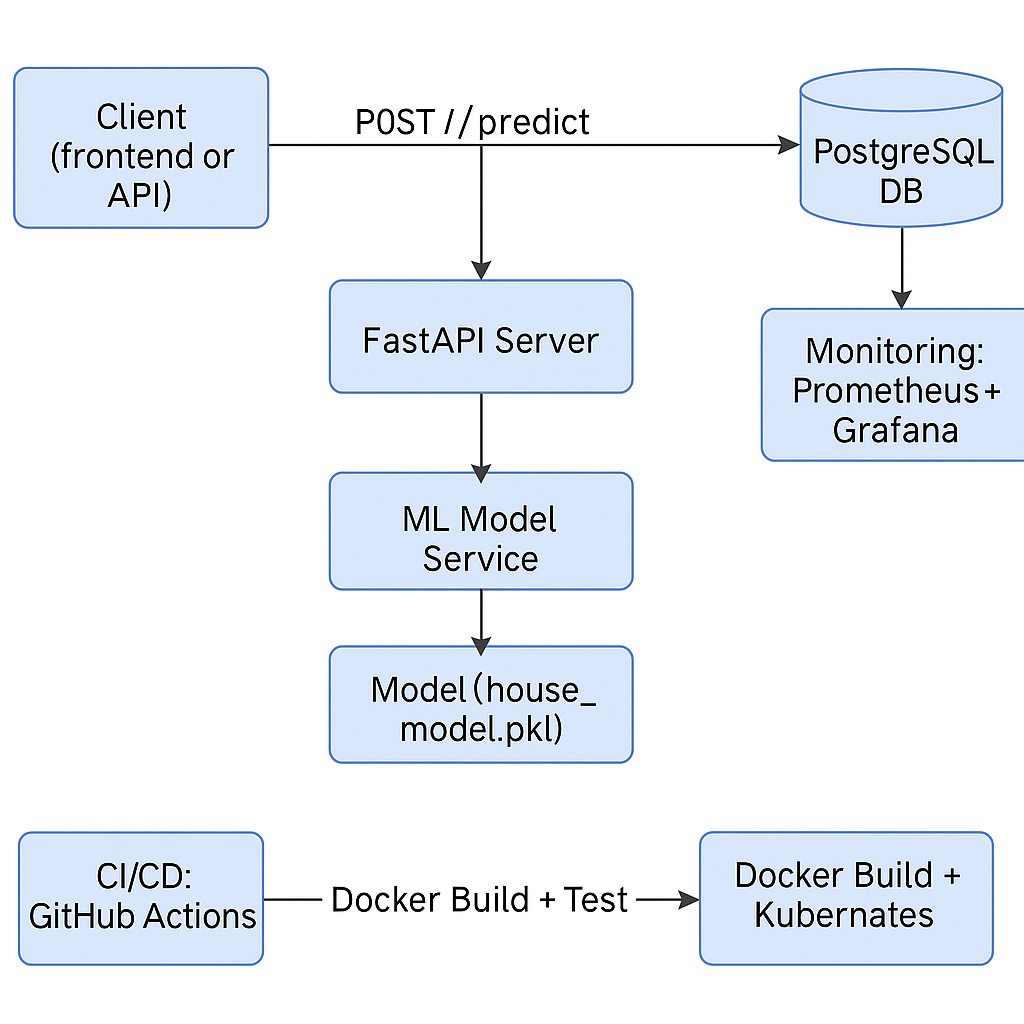 Client
(frontend or
API)
POST // predict
PostgreSQL
DB
FastAPI Server
Monitoring:
Prometheus +
Grafana
ML Model
Service
Model (house_
model.pkl)
CI/CD:
GitHub Actions
Docker Build + Test
Docker Build +
Kubernates